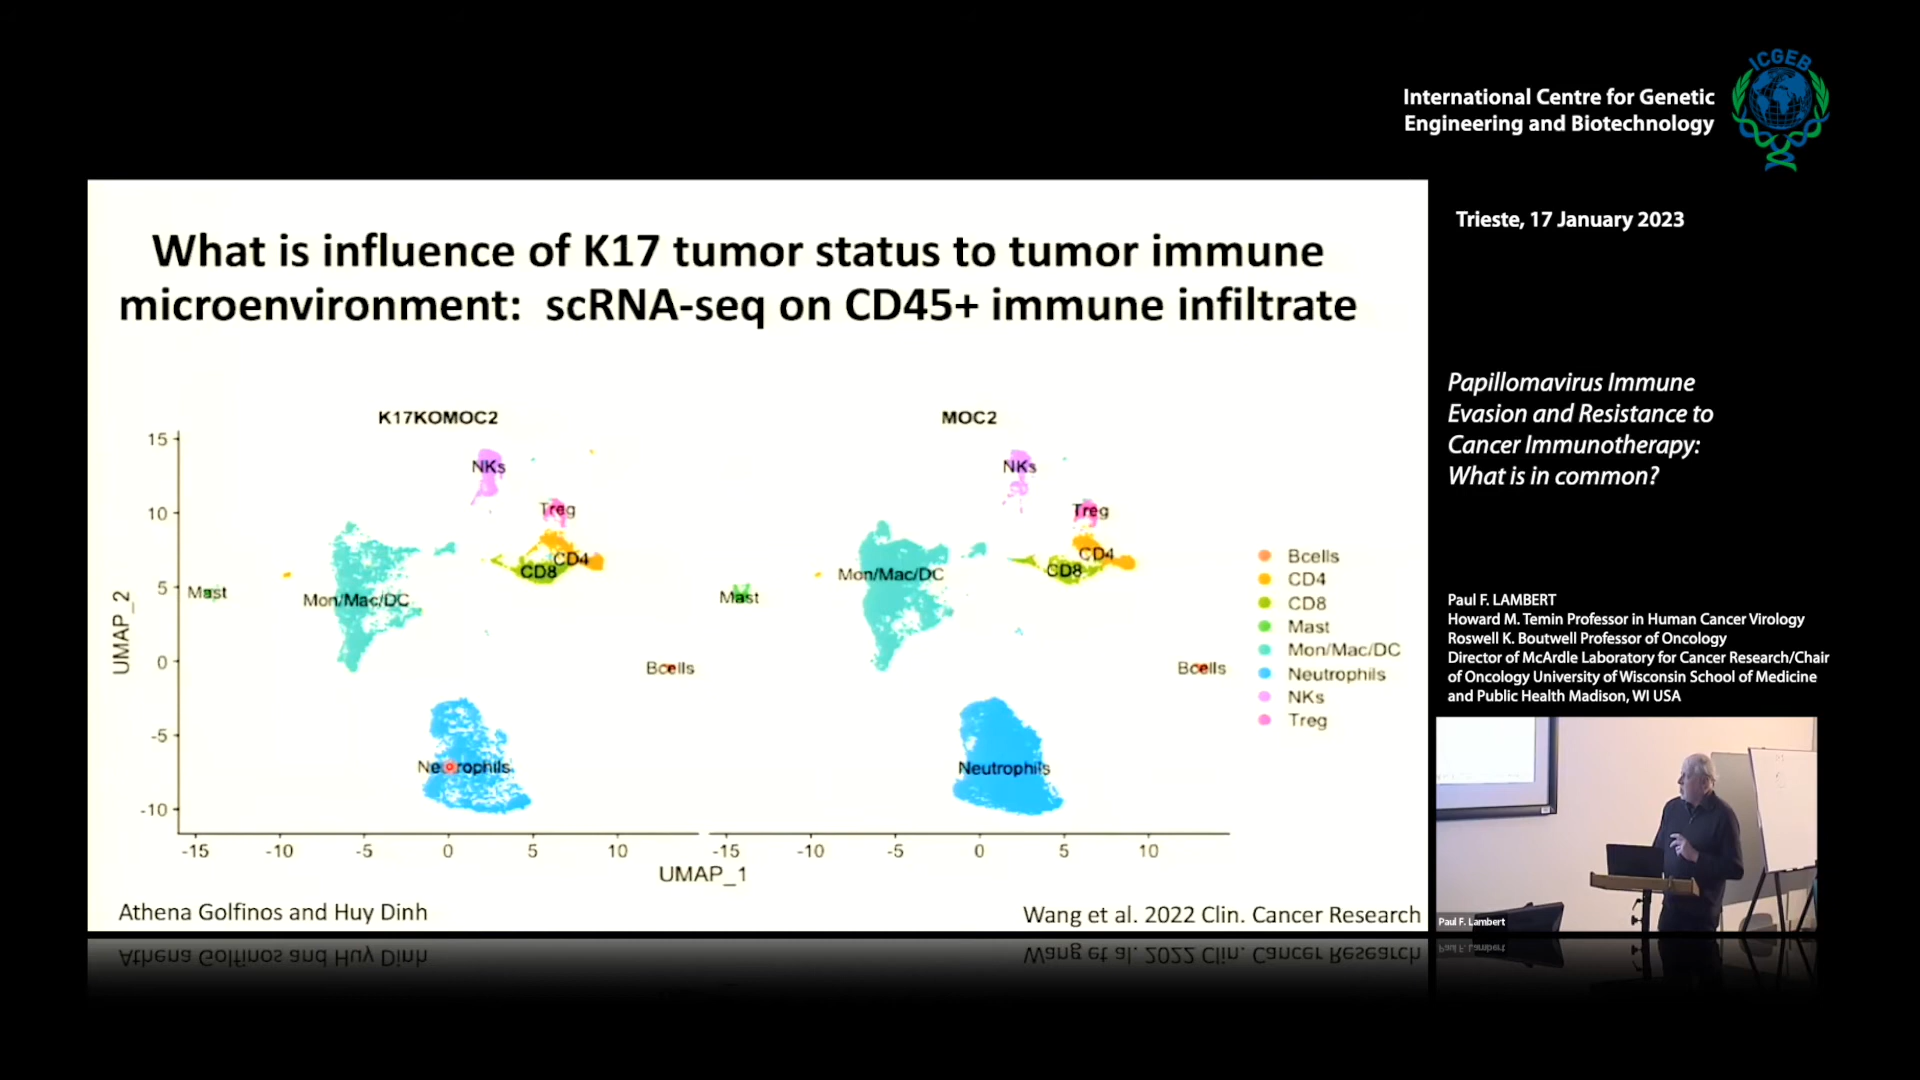 ICGEB
International Centre for Genetic
Engineering and Biotechnology
Trieste, 17 January 2023
What is influence of K17 tumor status to tumor immune
microenvironment: scRNA-seq on CD45+ immune infiltrate
K17KOMOC2
MOC2
15
10
5
0
-5
-10
UMAP_2
NKs
Treg
CD4
CD8
Mast
Mon/Mac/DC
Bcells
Neutrophils
NKs
Treg
CD4
CD8
Mast
Mon/Mac/DC
Bcells
Neutrophils
Bcells
CD4
CD8
Mast
Mon/Mac/DC
Neutrophils
NKs
Treg
-15 -10 -5 0 5 10 -15 -10 -5 0 5 10
UMAP_1
Athena Golfinos and Huy Dinh
Wang et al. 2022 Clin. Cancer Research
Papillomavirus Immune
Evasion and Resistance to
Cancer Immunotherapy:
What is in common?
Paul F. LAMBERT
Howard M. Temin Professor in Human Cancer Virology
Roswell K. Boutwell Professor of Oncology
Director of McArdle Laboratory for Cancer Research/Chair
of Oncology University of Wisconsin School of Medicine
and Public Health Madison, WI USA
Paul F. Lambert